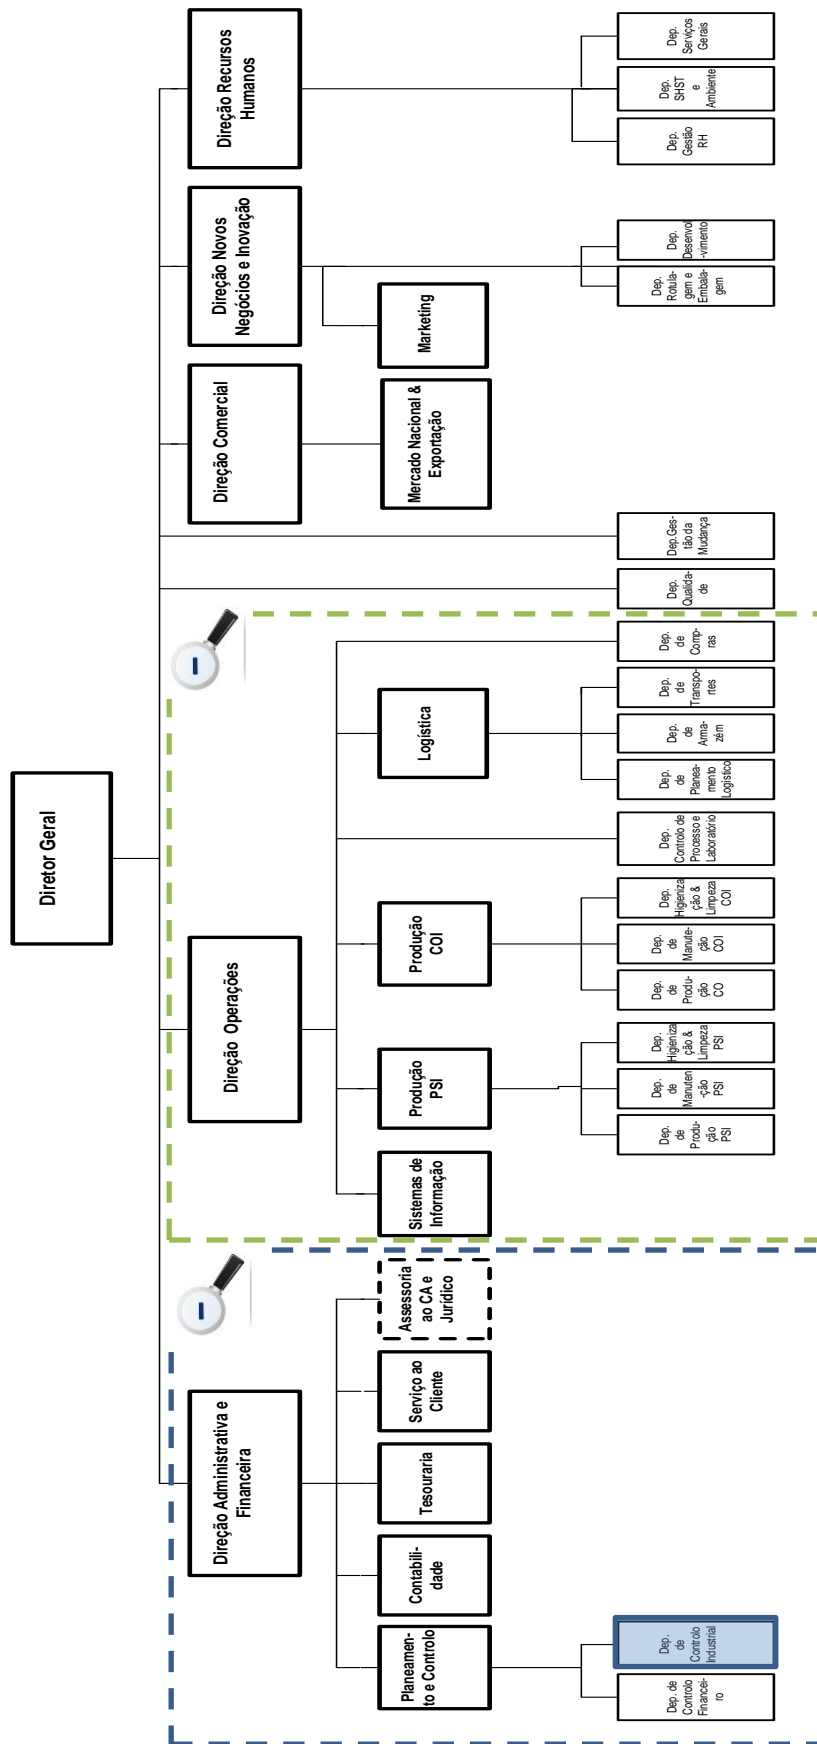 Diretor Geral
Direção Administrativa e
Financeira
Direção  Operações
Direção Comercial
Direção Novos
Negócios e Inovação
Direção Recursos
Humanos
Planeamen-
to e Controlo
Contabili-
dade
Tesouraria
Serviço ao
Cliente
Assessoria
ao CA e
Jurídico
Sistemas de
Informação
Produção
PSI
Produção
COI
Logística
Mercado Nacional &
Exportação
Marketing
Dep. de
Controlo
Financei-
ro
Dep.
de
Controlo
Industrial
Dep.
de
Produ-
ção
PSI
Dep.
de
Manuten
-ção
PSI
Dep.
Higieniza
ção &
Limpeza
PSI
Dep.
de
Produ-
ção
CO
Dep.
de
Manute-
ção
COI
Dep.
Higieniza
ção &
Limpeza
COI
Dep.
Controlo de
Processo e
Laboratório
Dep.
de
Planea-
mento
Logístico
Dep.
de
Arma-
zém
Dep.
de
Transpo-
rtes
Dep.
de
Comp-
ras
Dep.
Qualida-
de
Dep.Ges-
tão da
Mudança
Dep.
Rotula-
gem e
Embala-
gem
Dep.
Desenvol
-vimento
Dep.
Gestão
RH
Dep.
SHST
e
Ambiente
Dep.
Serviços
Gerais